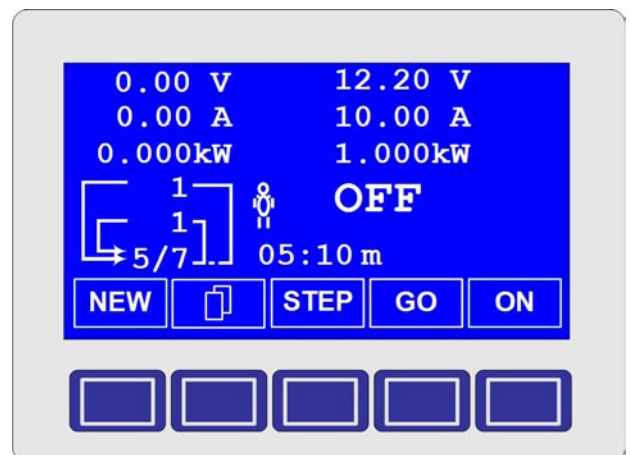 0.00 V 12.20 V
0.00 A 10.00 A
0.000kW 1.000kW
1 OFF
1
5/7 05:10 m
NEW STEP GO ON